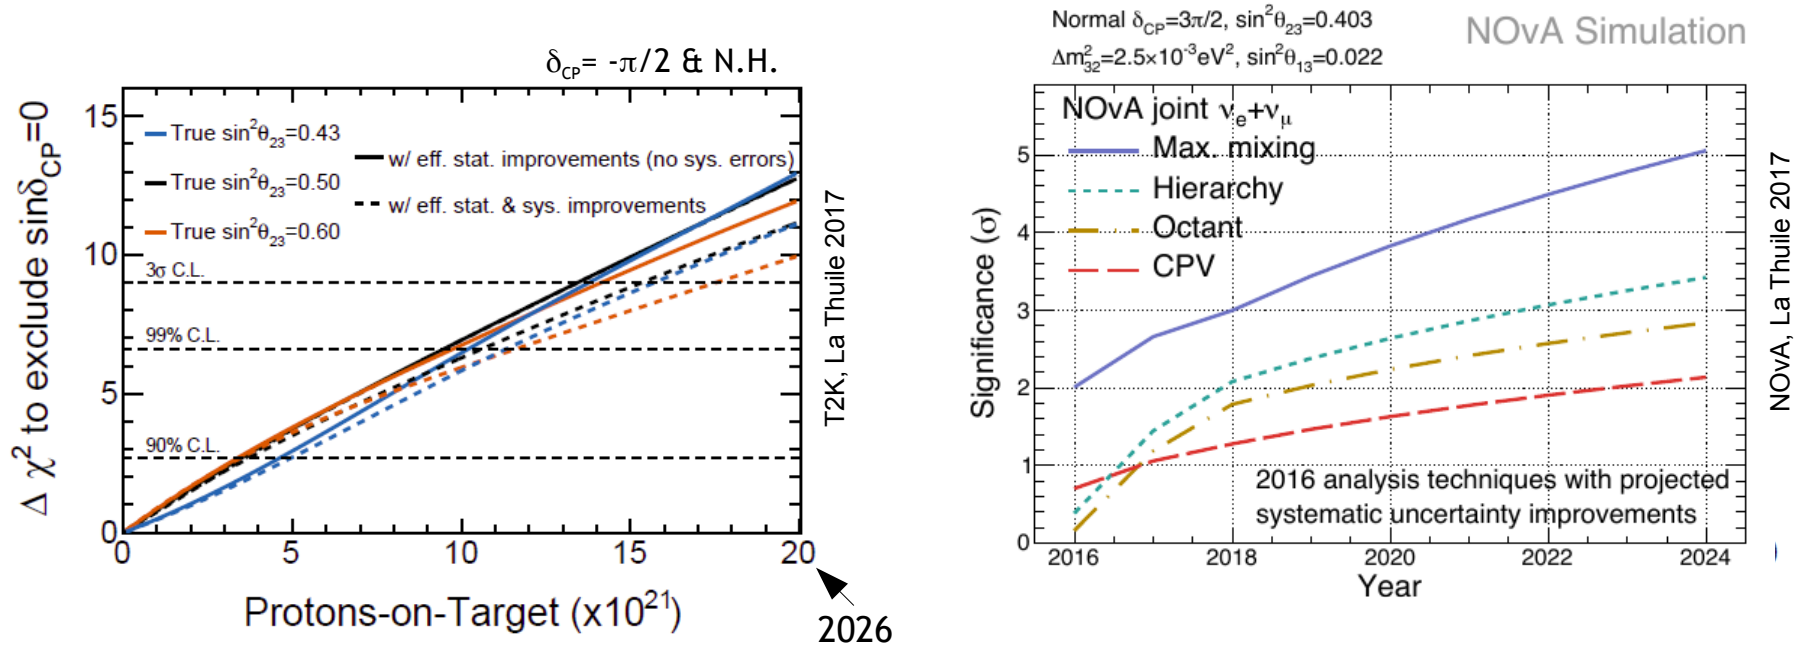 δCP= -π/2 & N.H.
Δ χ² to exclude sinδCP=0
15
10
5
0
True sin²θ23=0.43
True sin²θ23=0.50
True sin²θ23=0.60
w/ eff. stat. improvements (no sys. errors)
w/ eff. stat. & sys. improvements
3σ C.L.
99% C.L.
90% C.L.
0 5 10 15 20
Protons-on-Target (x10²¹)
2026
T2K, La Thuile 2017
Normal δCP=3π/2, sin²θ23=0.403
Δm²32=2.5×10⁻³eV², sin²θ13=0.022
NOvA Simulation
NOvA joint νe+νμ
Max. mixing
Hierarchy
Octant
CPV
Significance (σ)
5
4
3
2
1
0
2016 analysis techniques with projected
systematic uncertainty improvements
2016 2018 2020 2022 2024
Year
NOvA, La Thuile 2017